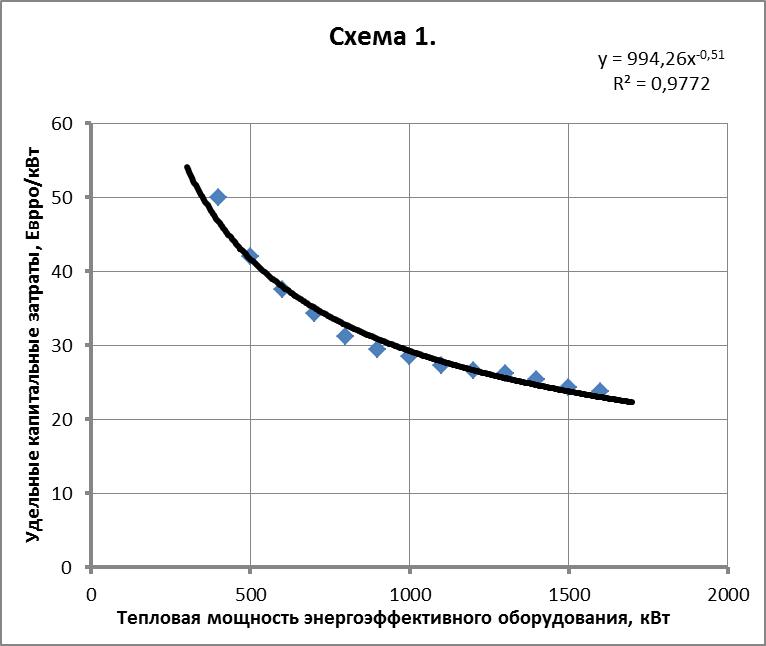 Схема 1.
y = 994,26x^-0,51
R² = 0,9772
60
50
40
30
20
10
0
Удельные капитальные затраты, Еврро/кВт
0 500 1000 1500 2000
Тепловая мощность энергоэффективного оборудования, кВт